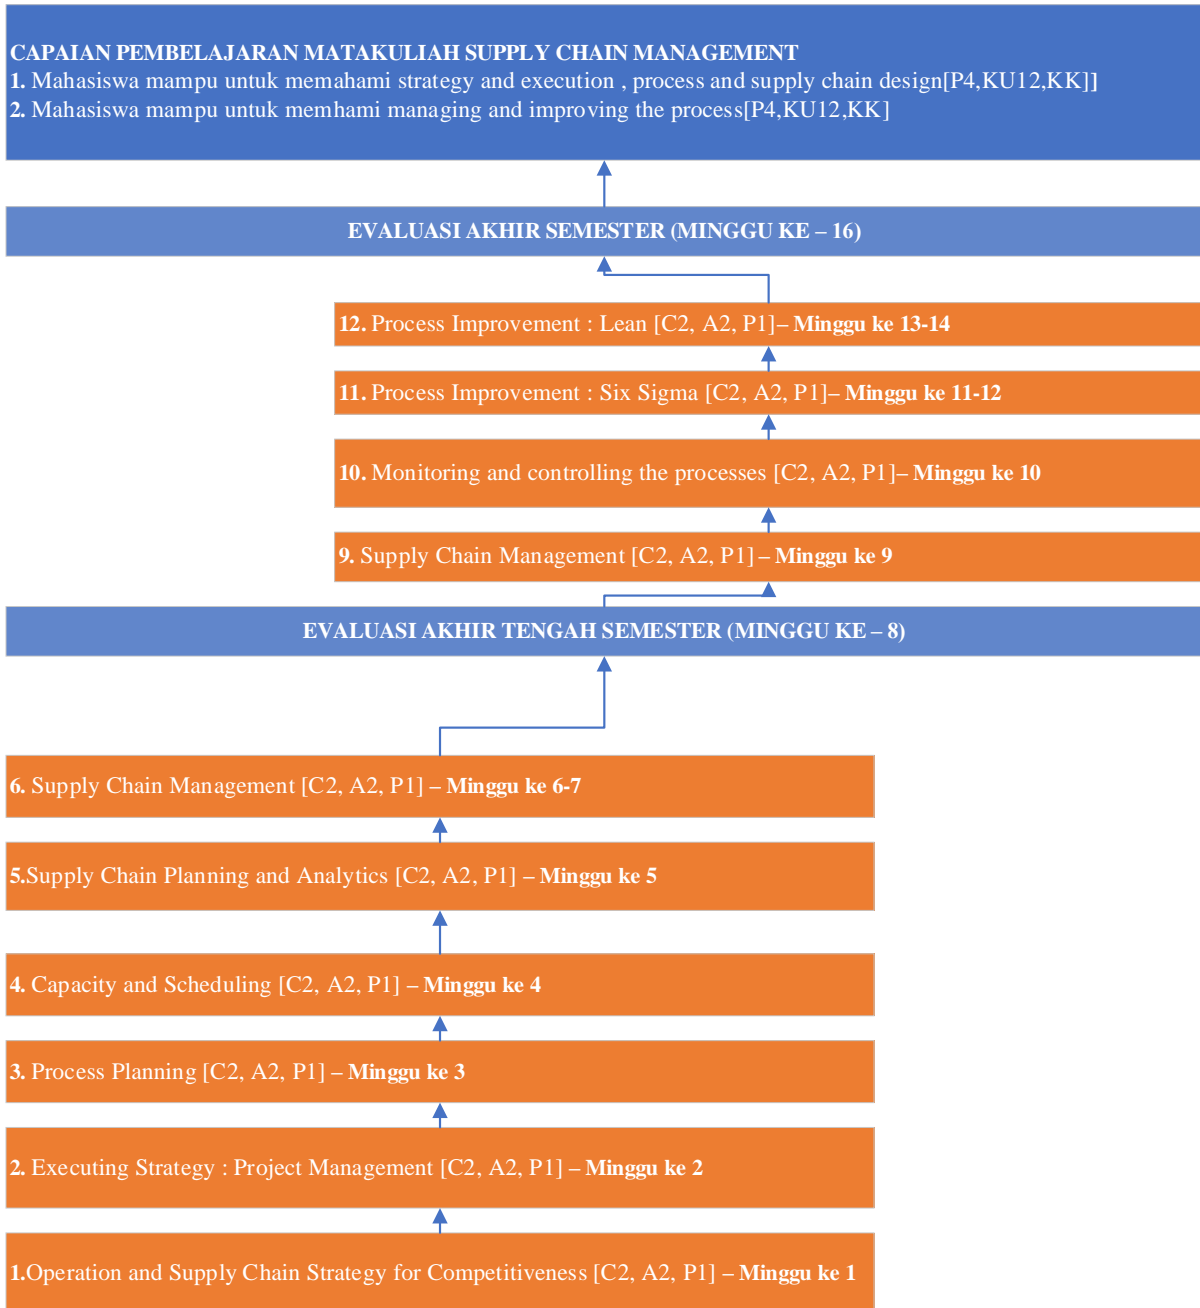 CAPAIAN PEMBELAJARAN MATAKULIAH SUPPLY CHAIN MANAGEMENT
1. Mahasiswa mampu untuk memahami strategy and execution , process and supply chain design[P4,KU12,KK]]
2. Mahasiswa mampu untuk memhami managing and improving the process[P4,KU12,KK]
EVALUASI AKHIR SEMESTER (MINGGU KE – 16)
12. Process Improvement : Lean [C2, A2, P1]– Minggu ke 13-14
11. Process Improvement : Six Sigma [C2, A2, P1]– Minggu ke 11-12
10. Monitoring and controlling the processes [C2, A2, P1]– Minggu ke 10
9. Supply Chain Management [C2, A2, P1] – Minggu ke 9
EVALUASI AKHIR TENGAH SEMESTER (MINGGU KE – 8)
6. Supply Chain Management [C2, A2, P1] – Minggu ke 6-7
5.Supply Chain Planning and Analytics [C2, A2, P1] – Minggu ke 5
4. Capacity and Scheduling [C2, A2, P1] – Minggu ke 4
3. Process Planning [C2, A2, P1] – Minggu ke 3
2. Executing Strategy : Project Management [C2, A2, P1] – Minggu ke 2
1.Operation and Supply Chain Strategy for Competitiveness [C2, A2, P1] – Minggu ke 1